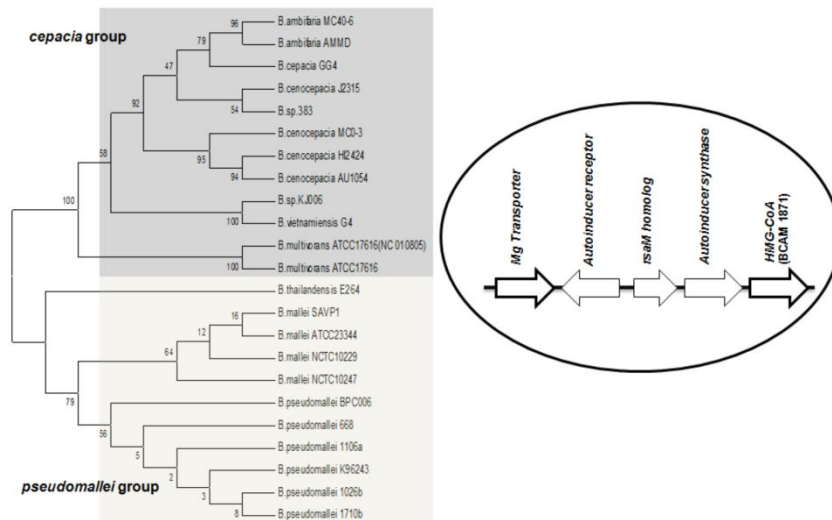 cepacia group
96
B.ambifaria MC40-6
B.ambifaria AMMD
79
B.cepacia GG4
47
B.cenocepacia J2315
54
B.sp.383
92
B.cenocepacia MC0-3
95
B.cenocepacia HI2424
94
B.cenocepacia AU1054
58
B.sp.KJ006
100
B.vietnamiensis G4
100
B.multivorans ATCC17616(NC 010805)
100
B.multivorans ATCC17616
B.thailandensis E264
16
B.mallei SAVP1
12
B.mallei ATCC23344
64
B.mallei NCTC10229
B.mallei NCTC10247
79
B.pseudomallei BPC006
56
B.pseudomallei 668
5
B.pseudomallei 1106a
2
B.pseudomallei K96243
3
B.pseudomallei 1026b
8
B.pseudomallei 1710b
pseudomallei group
Mg Transporter
Autoinducer receptor
rsaM homolog
Autoinducer synthase
HMG-CoA
(BCAM 1871)